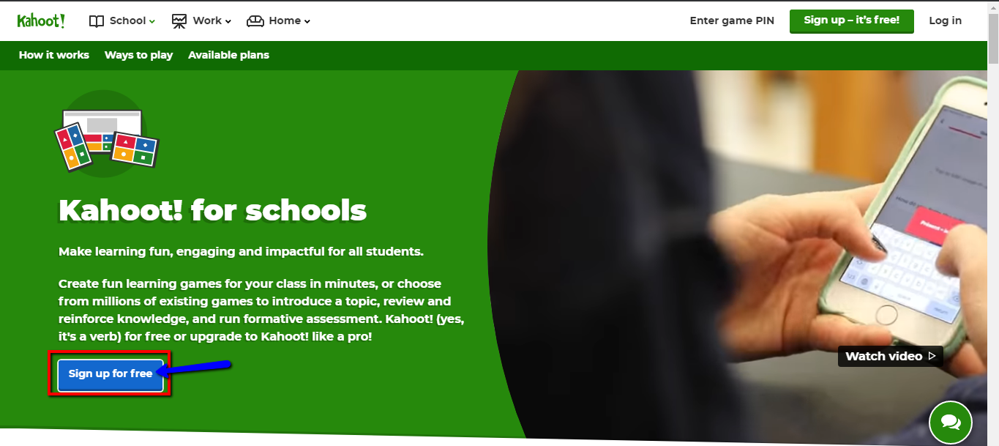 Kahoot!
School
Work
Home
Enter game PIN
Sign up – it’s free!
Log in
How it works
Ways to play
Available plans
Kahoot! for schools
Make learning fun, engaging and impactful for all students.
Create fun learning games for your class in minutes, or choose
from millions of existing games to introduce a topic, review and
reinforce knowledge, and run formative assessment. Kahoot! (yes,
it's a verb) for free or upgrade to Kahoot! like a pro!
Sign up for free
Watch video